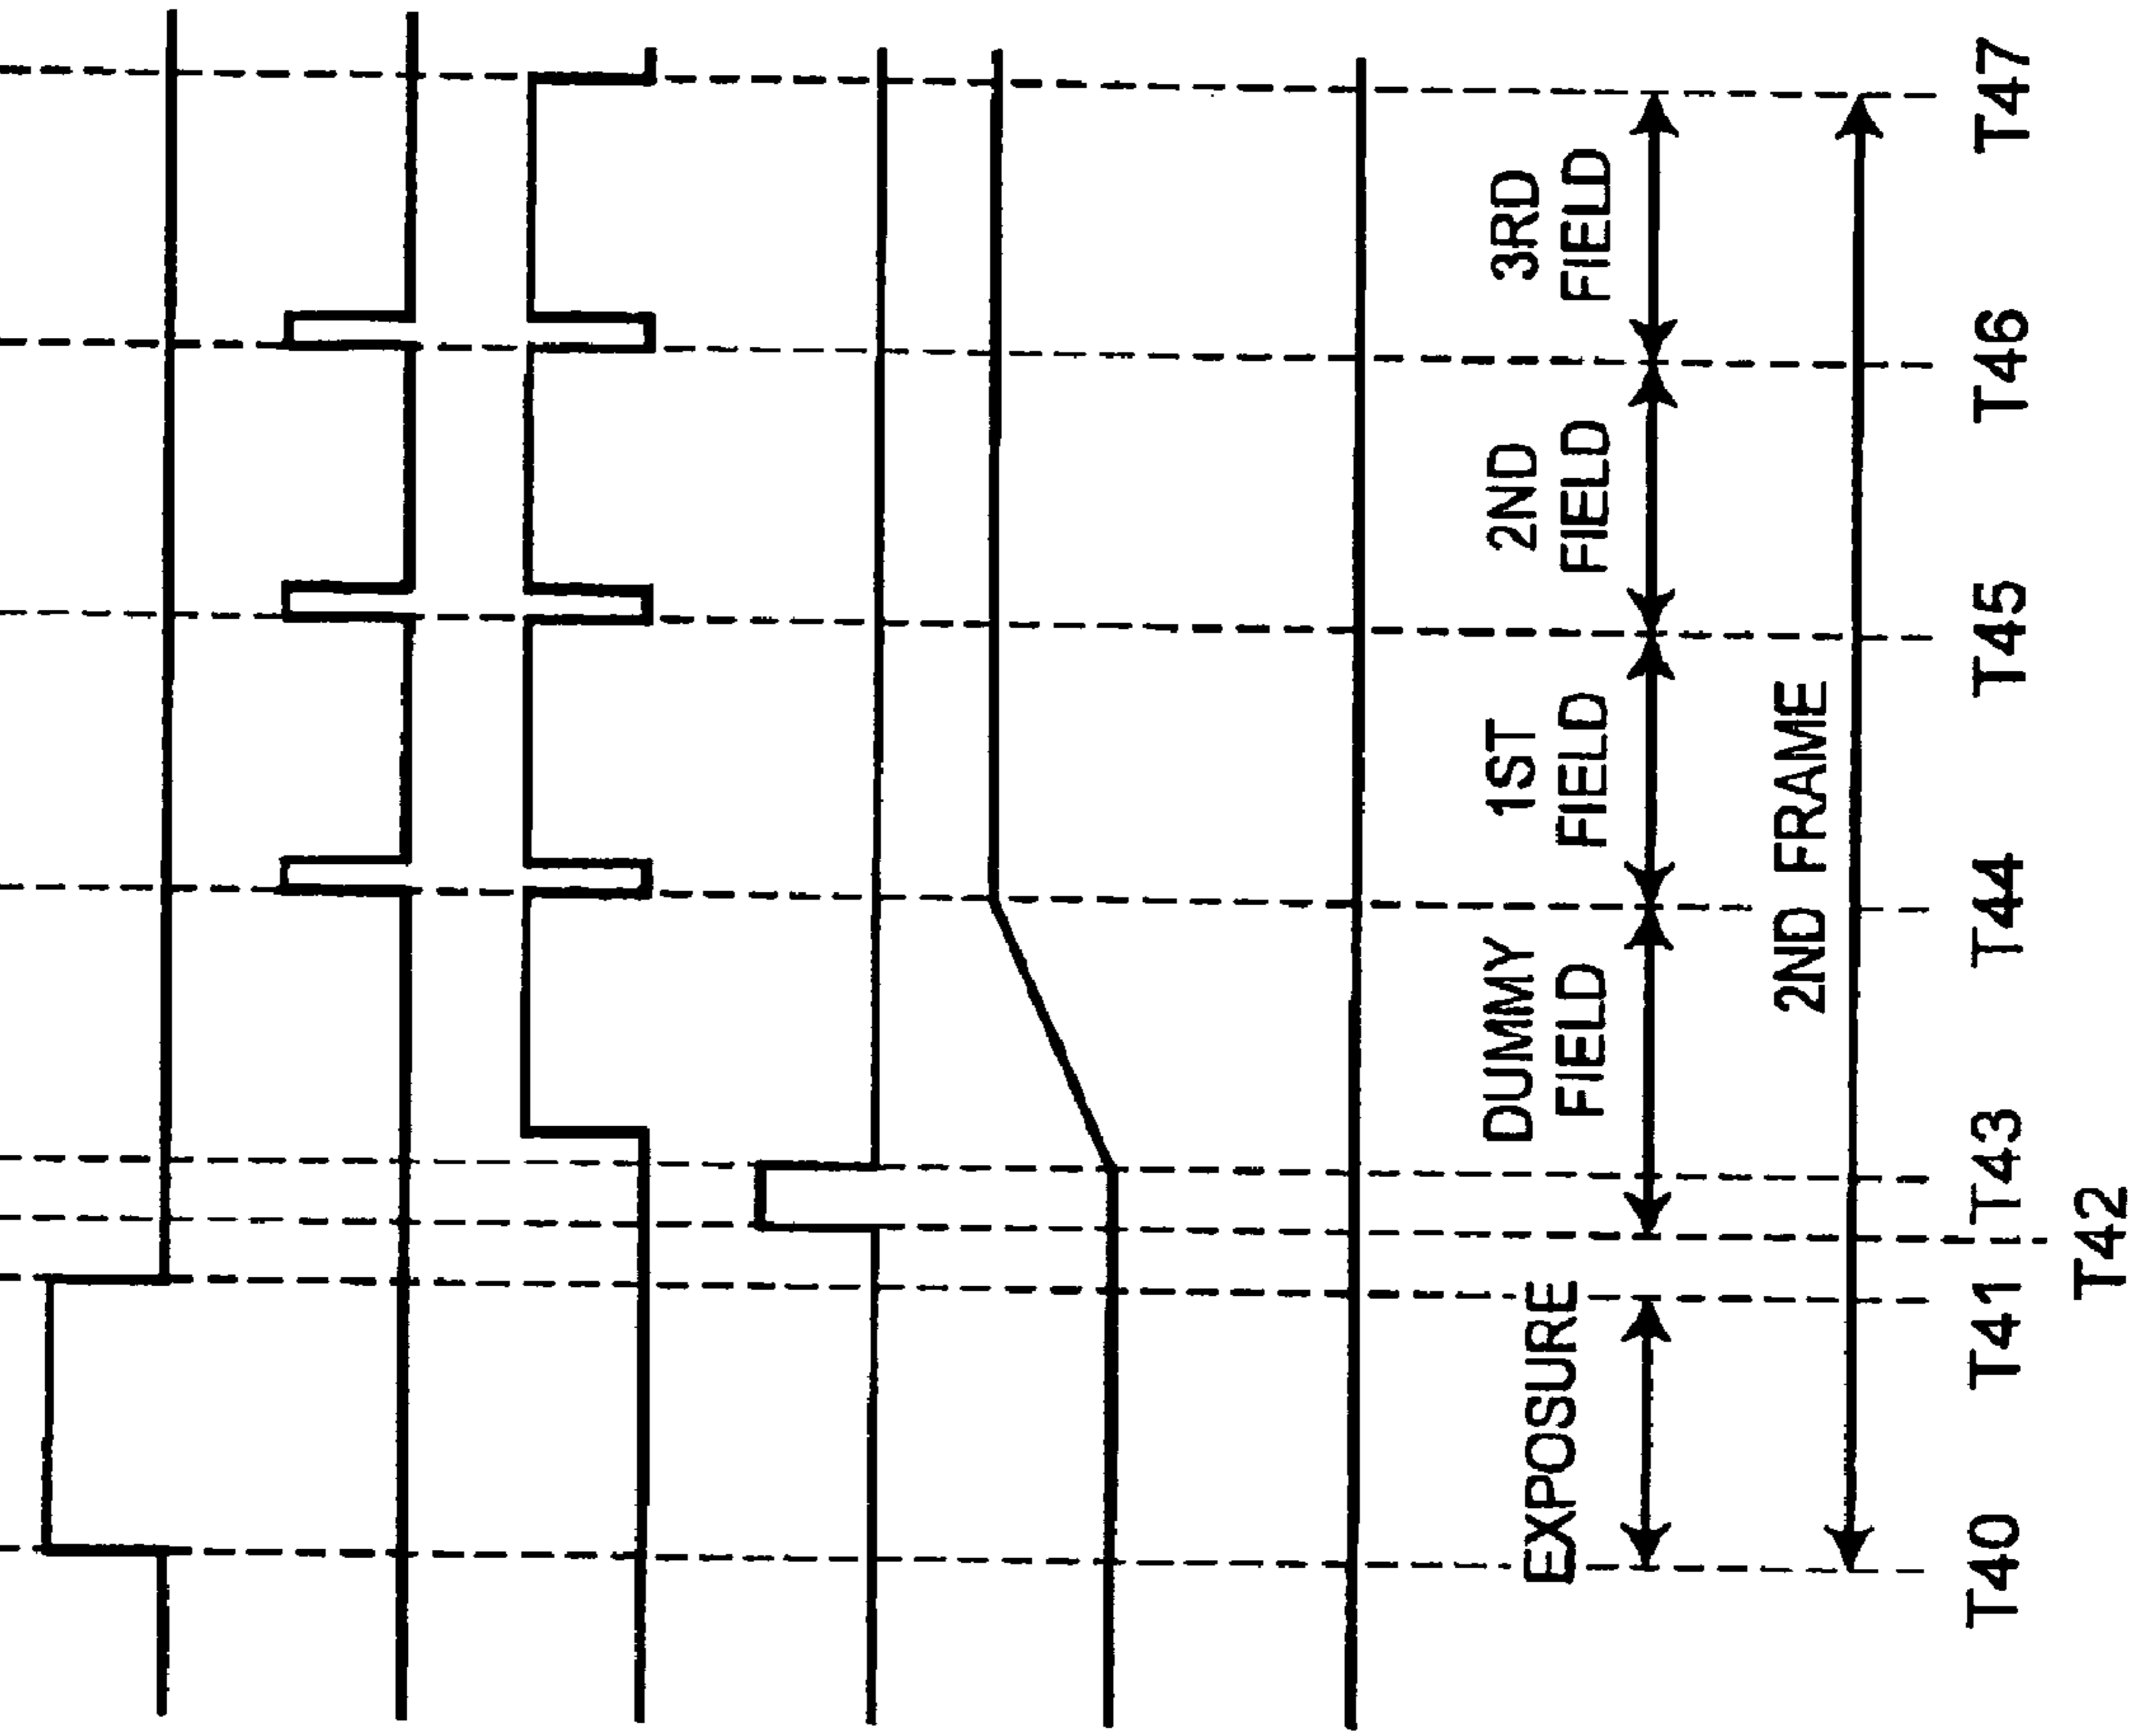 EXPOSURE
DUMMY
FIELD
1ST
FIELD
2ND
FIELD
3RD
FIELD
2ND FRAME
T40 T41 T43 T44 T45 T46 T47
T42